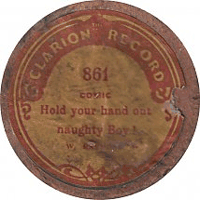 CLARION RECORD
861
COMIC
Hold your hand out
naughty Boy!
W.